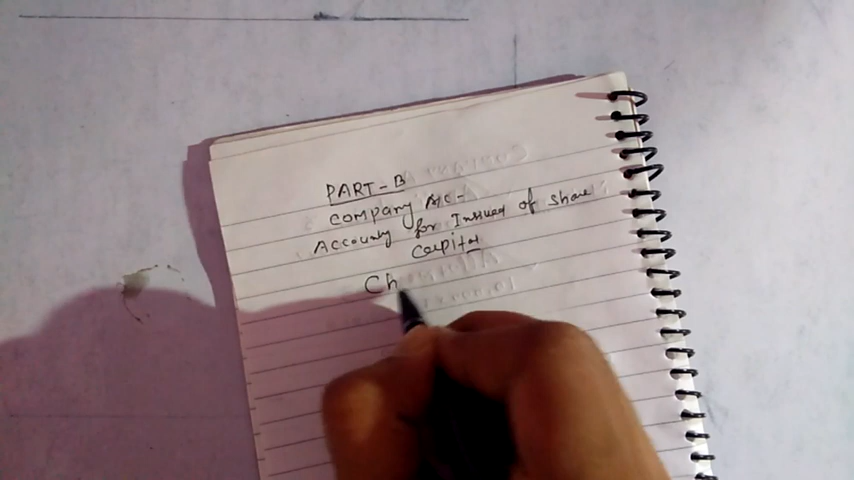 PART-B
COMPANY A/C-
Accounting for Issued of share
Capital
Ch